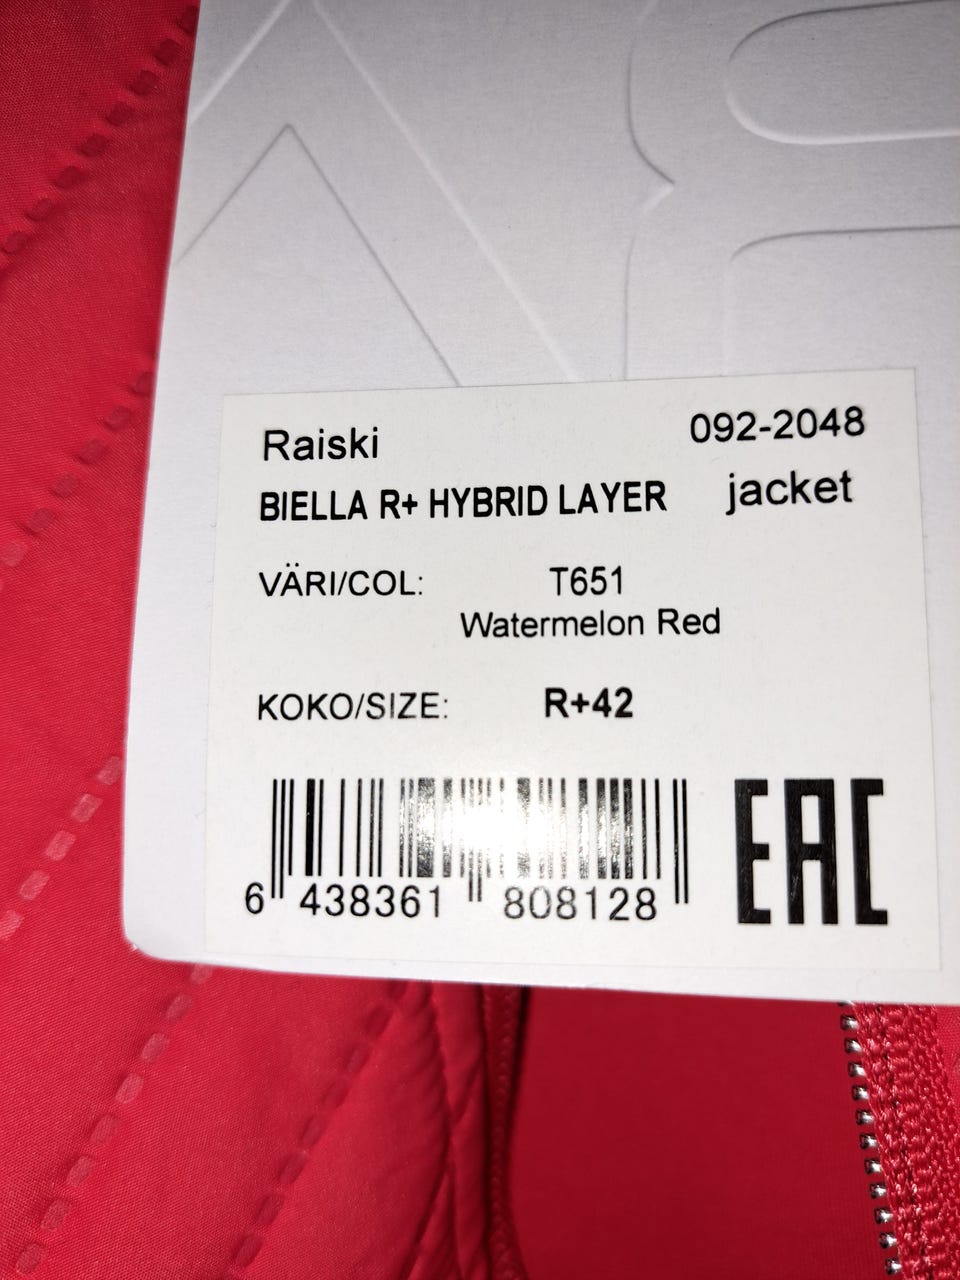 Raiski 092-2048
BIELLA R+ HYBRID LAYER jacket
VÄRI/COL: T651
Watermelon Red
KOKO/SIZE: R+42
6 438361 808128
EAC